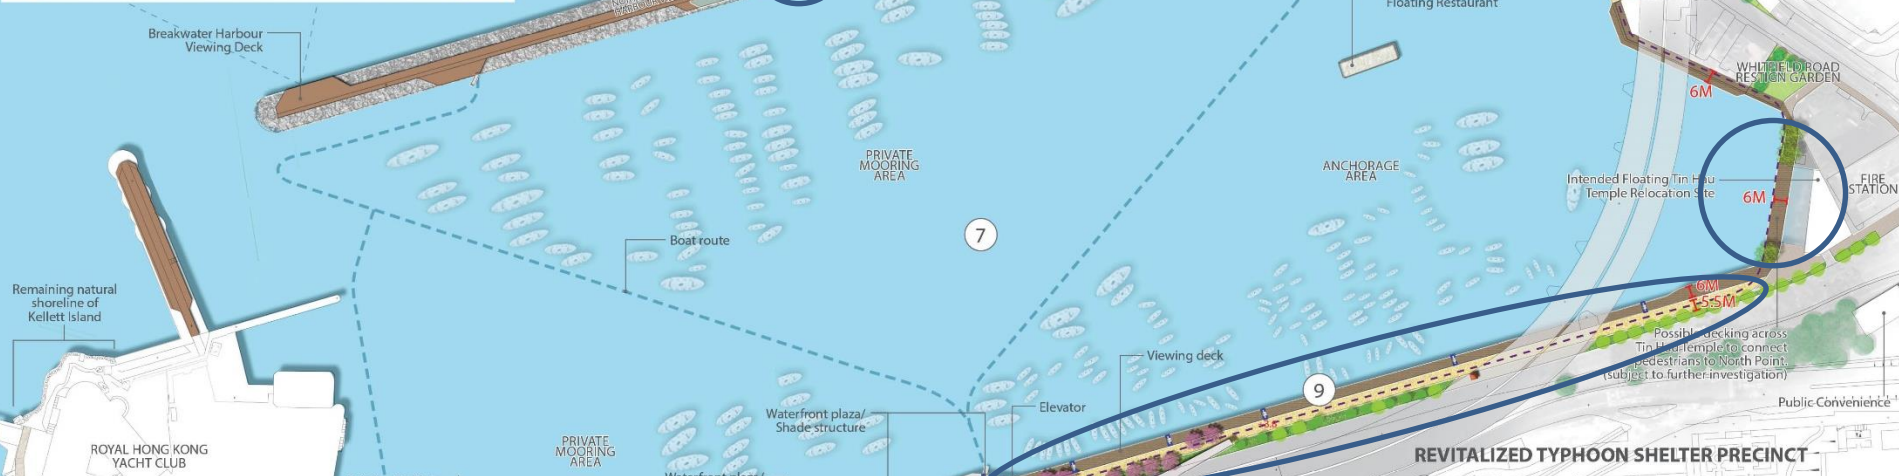 Floating Restaurant
Breakwater Harbour
Viewing Deck
WHITFIELD ROAD
6M
PRIVATE
MOORING
AREA
ANCHORAGE
AREA
Intended Floating Tin Hau
Temple Relocation Site
6M
FIRE
STATION
7
Boat route
Remaining natural
shoreline of
Kellett Island
6M
5.5M
Possible decking across
Tin Hau Temple to connect
pedestrians to North Point.
(subject to further investigation)
Viewing deck
9
Elevator
Waterfront plaza/
Shade structure
Public Convenience
ROYAL HONG KONG
YACHT CLUB
PRIVATE
MOORING
AREA
REVITALIZED TYPHOON SHELTER PRECINCT
Waterfront plaza/